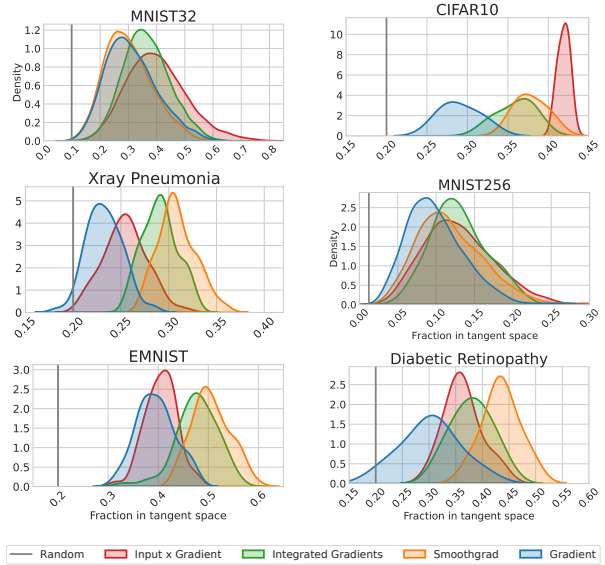 MNIST32
1.2
1.0
0.8
0.6
0.4
0.2
0.0
Density
0.0 0.1 0.2 0.3 0.4 0.5 0.6 0.7 0.8
CIFAR10
10
8
6
4
2
0
0.15 0.20 0.25 0.30 0.35 0.40 0.45
Xray Pneumonia
5
4
3
2
1
0
0.15 0.20 0.25 0.30 0.35 0.40
MNIST256
2.5
2.0
1.5
1.0
0.5
0.0
Density
0.00 0.05 0.10 0.15 0.20 0.25 0.30
Fraction in tangent space
EMNIST
3.0
2.5
2.0
1.5
1.0
0.5
0.0
0.2 0.3 0.4 0.5 0.6
Fraction in tangent space
Diabetic Retinopathy
2.5
2.0
1.5
1.0
0.5
0.0
0.15 0.20 0.25 0.30 0.35 0.40 0.45 0.50 0.55 0.60
Fraction in tangent space
Random Input x Gradient Integrated Gradients Smoothgrad Gradient